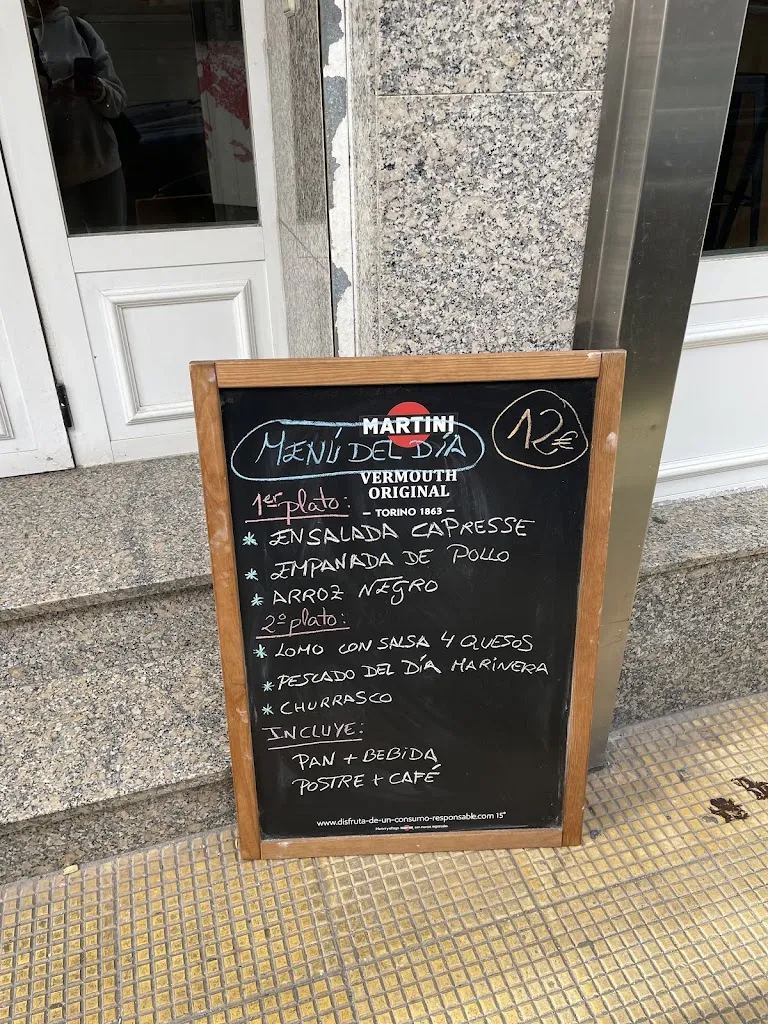 MARTINI
MENÚ DEL DÍA
12€
VERMOUTH
ORIGINAL
– TORINO 1863 –
1er plato:
* ENSALADA CAPRESSE
* EMPANADA DE POLLO
* ARROZ NEGRO
2º plato:
* LOMO CON SALSA 4 QUESOS
* PESCADO DEL DÍA MARINERA
* CHURRASCO
INCLUYE:
PAN + BEBIDA
POSTRE + CAFÉ
www.disfruta-de-un-consumo-responsable.com 15°